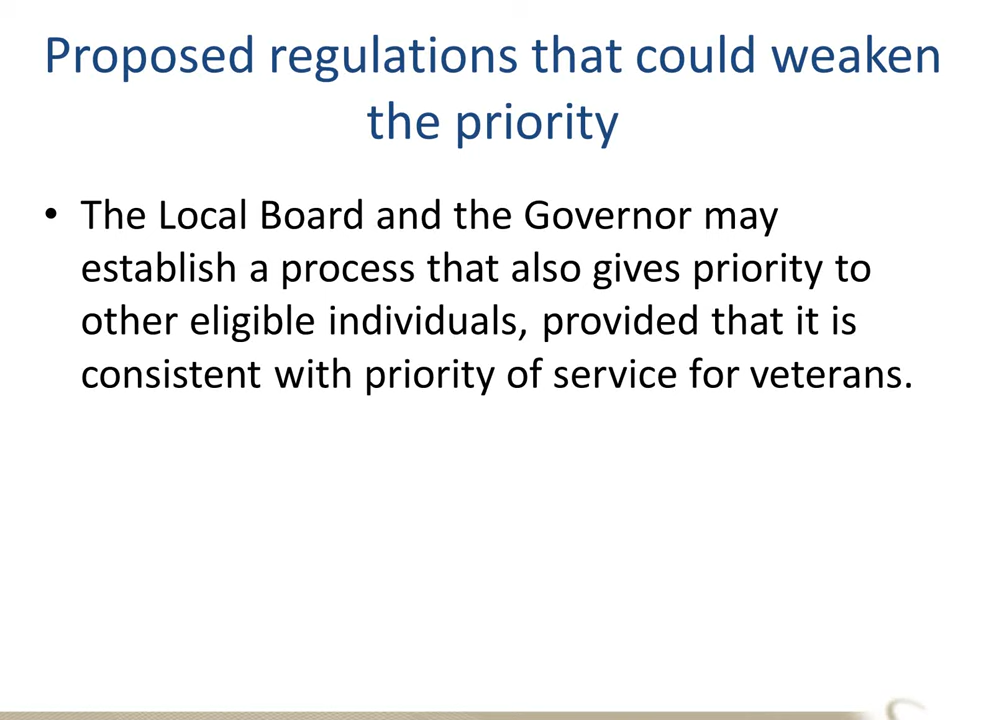 Proposed regulations that could weaken
the priority
• The Local Board and the Governor may
establish a process that also gives priority to
other eligible individuals, provided that it is
consistent with priority of service for veterans.